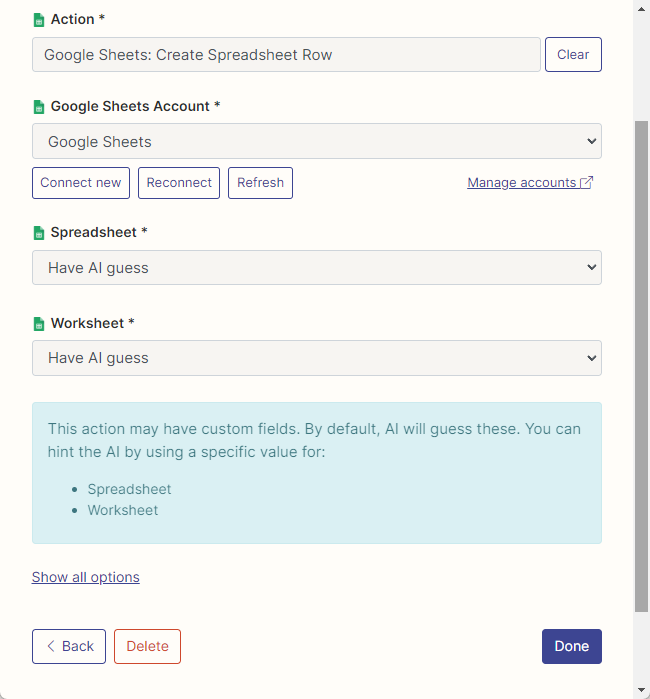 Action *
Google Sheets: Create Spreadsheet Row
Clear
Google Sheets Account *
Google Sheets
Connect new
Reconnect
Refresh
Manage accounts
Spreadsheet *
Have AI guess
Worksheet *
Have AI guess
This action may have custom fields. By default, AI will guess these. You can
hint the AI by using a specific value for:
• Spreadsheet
• Worksheet
Show all options
Back
Delete
Done